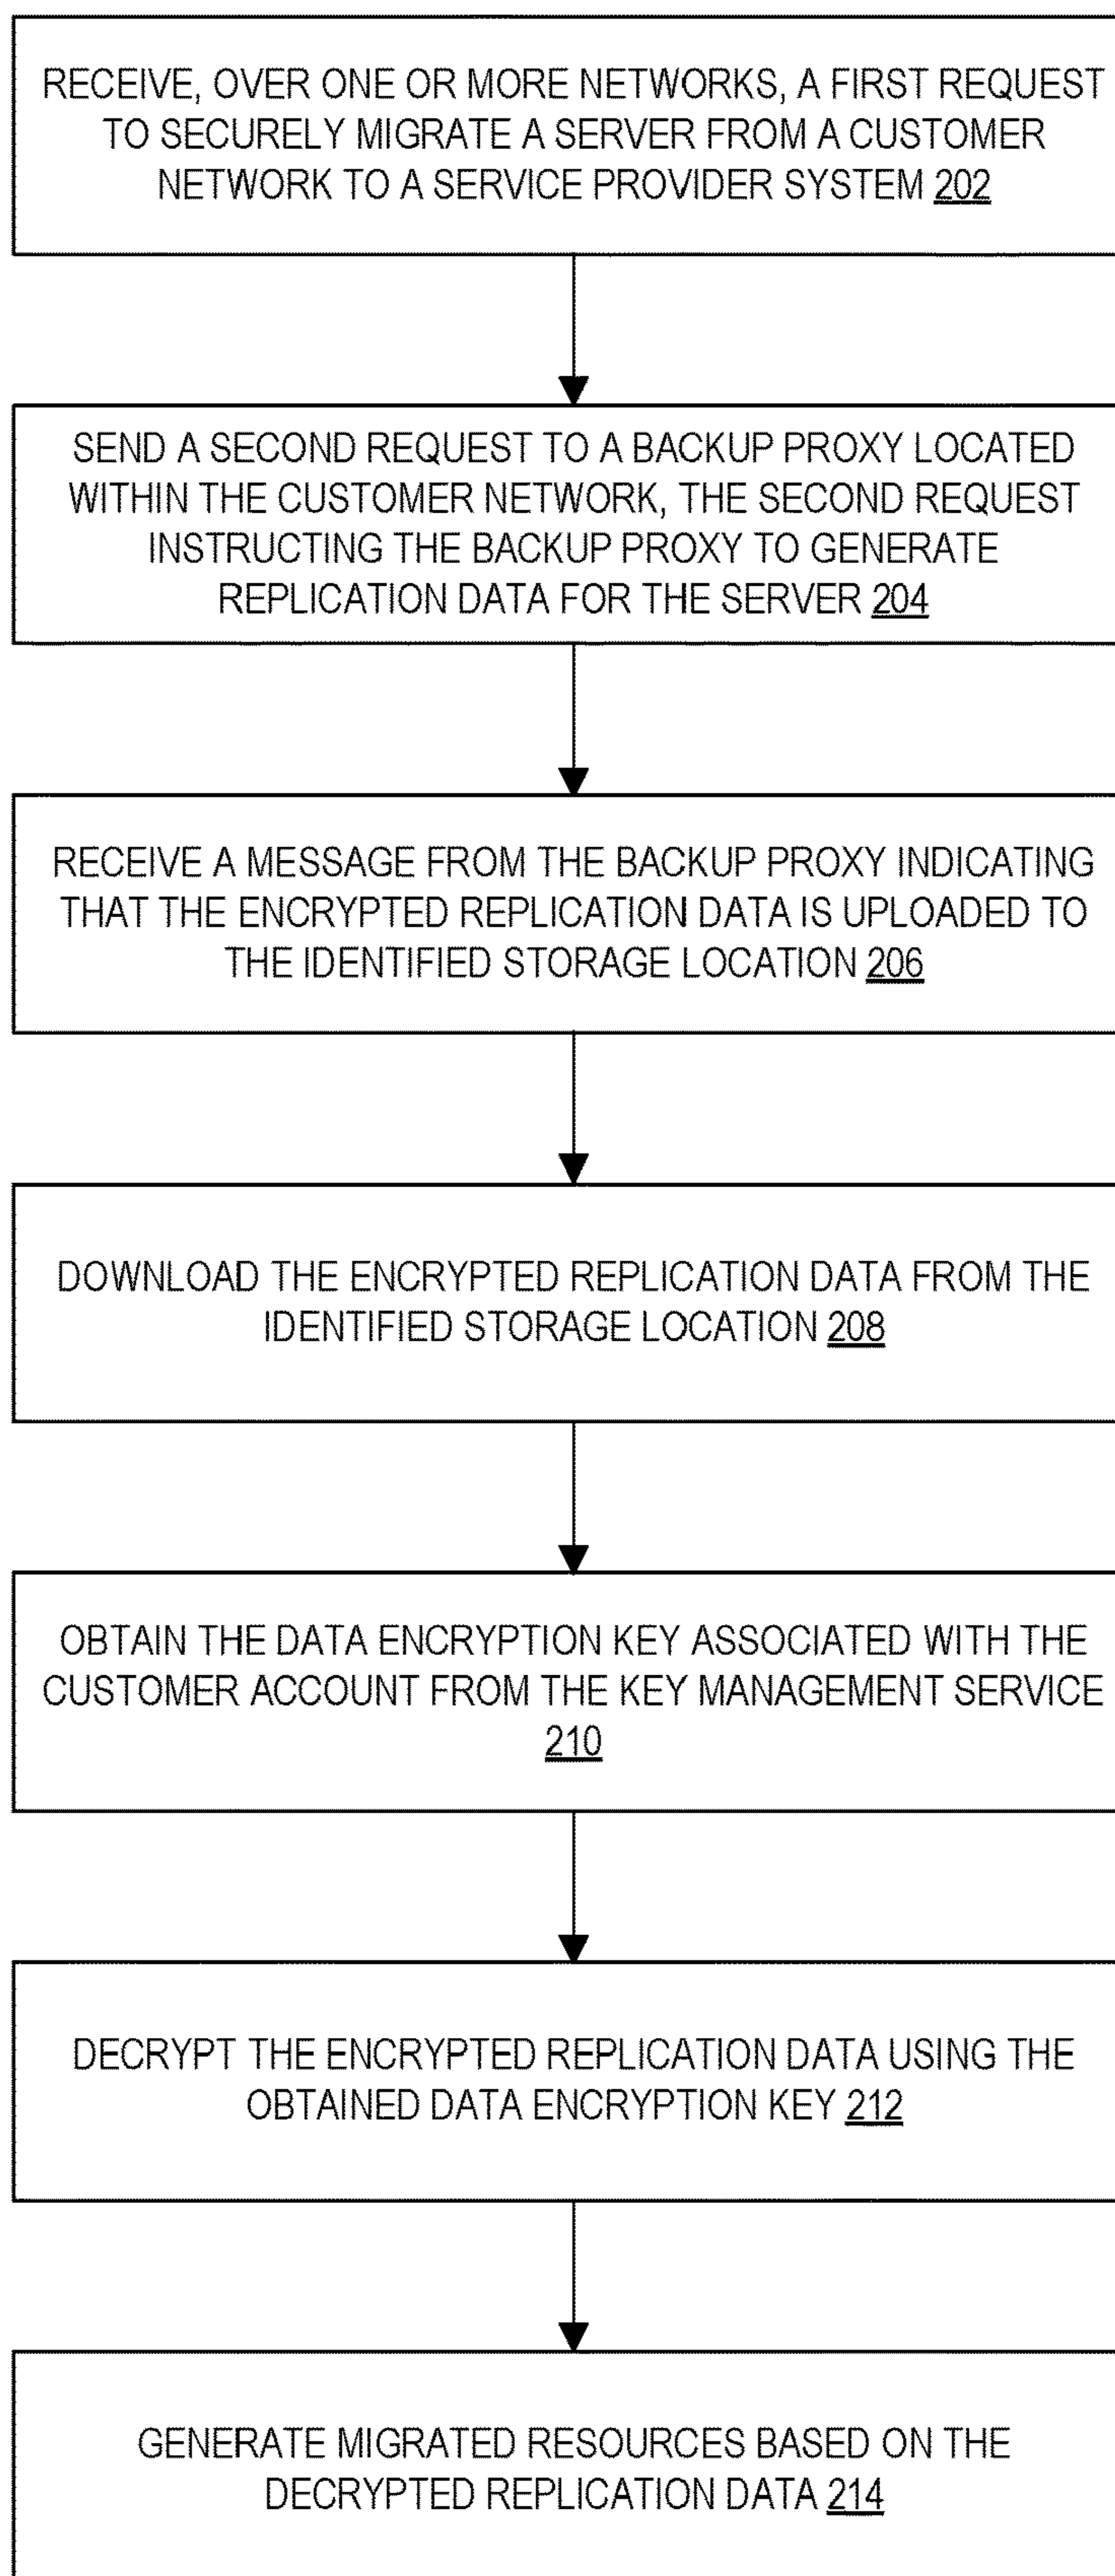 RECEIVE, OVER ONE OR MORE NETWORKS, A FIRST REQUEST
TO SECURELY MIGRATE A SERVER FROM A CUSTOMER
NETWORK TO A SERVICE PROVIDER SYSTEM 202
SEND A SECOND REQUEST TO A BACKUP PROXY LOCATED
WITHIN THE CUSTOMER NETWORK, THE SECOND REQUEST
INSTRUCTING THE BACKUP PROXY TO GENERATE
REPLICATION DATA FOR THE SERVER 204
RECEIVE A MESSAGE FROM THE BACKUP PROXY INDICATING
THAT THE ENCRYPTED REPLICATION DATA IS UPLOADED TO
THE IDENTIFIED STORAGE LOCATION 206
DOWNLOAD THE ENCRYPTED REPLICATION DATA FROM THE
IDENTIFIED STORAGE LOCATION 208
OBTAIN THE DATA ENCRYPTION KEY ASSOCIATED WITH THE
CUSTOMER ACCOUNT FROM THE KEY MANAGEMENT SERVICE
210
DECRYPT THE ENCRYPTED REPLICATION DATA USING THE
OBTAINED DATA ENCRYPTION KEY 212
GENERATE MIGRATED RESOURCES BASED ON THE
DECRYPTED REPLICATION DATA 214